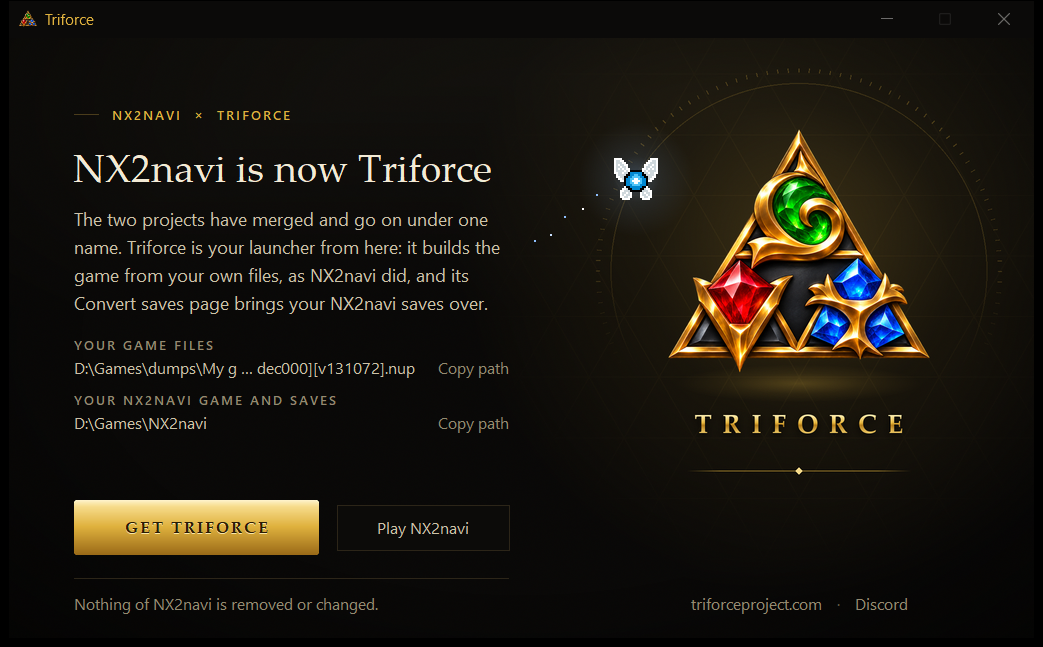 Triforce
NX2NAVI × TRIFORCE
NX2navi is now Triforce
The two projects have merged and go on under one
name. Triforce is your launcher from here: it builds the
game from your own files, as NX2navi did, and its
Convert saves page brings your NX2navi saves over.
YOUR GAME FILES
D:\Games\dumps\My g ... dec000][v131072].nup Copy path
YOUR NX2NAVI GAME AND SAVES
D:\Games\NX2navi Copy path
GET TRIFORCE
Play NX2navi
Nothing of NX2navi is removed or changed.
TRIFORCE
triforceproject.com · Discord